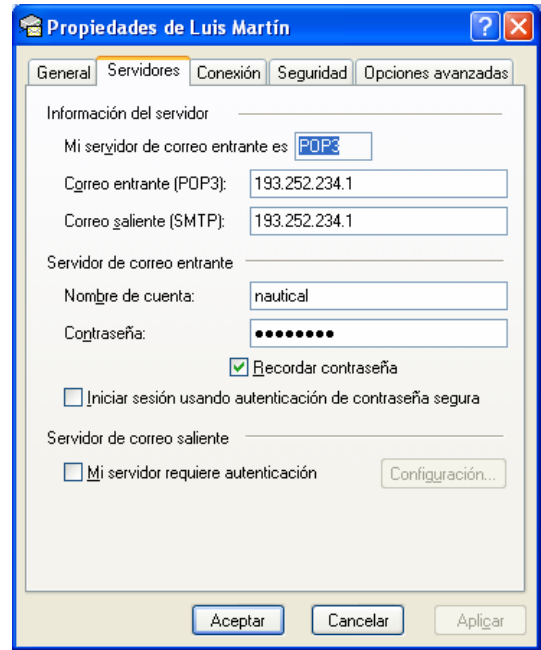 Propiedades de Luis Martín
General Servidores Conexión Seguridad Opciones avanzadas
Información del servidor
Mi servidor de correo entrante es POP3
Correo entrante (POP3): 193.252.234.1
Correo saliente (SMTP): 193.252.234.1
Servidor de correo entrante
Nombre de cuenta: nautical
Contraseña: ●●●●●●●●
Recordar contraseña
Iniciar sesión usando autenticación de contraseña segura
Servidor de correo saliente
Mi servidor requiere autenticación Configuración...
Aceptar Cancelar Aplicar